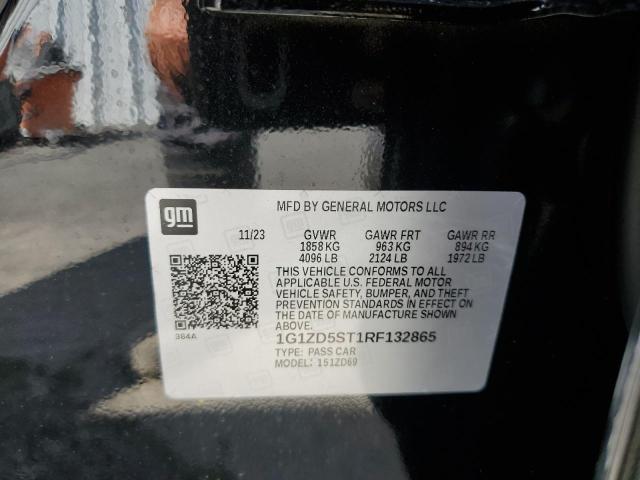 gm
MFD BY GENERAL MOTORS LLC
11/23 GVWR GAWR FRT GAWR RR
1858 KG 963 KG 894 KG
4096 LB 2124 LB 1972 LB
THIS VEHICLE CONFORMS TO ALL
APPLICABLE U.S. FEDERAL MOTOR
VEHICLE SAFETY, BUMPER, AND THEFT
PREVENTION STANDARDS IN EFFECT ON
THE DATE OF MANUFACTURE SHOWN
ABOVE.
384A
1G1ZD5ST1RF132865
TYPE: PASS CAR
MODEL: 1S1ZD69